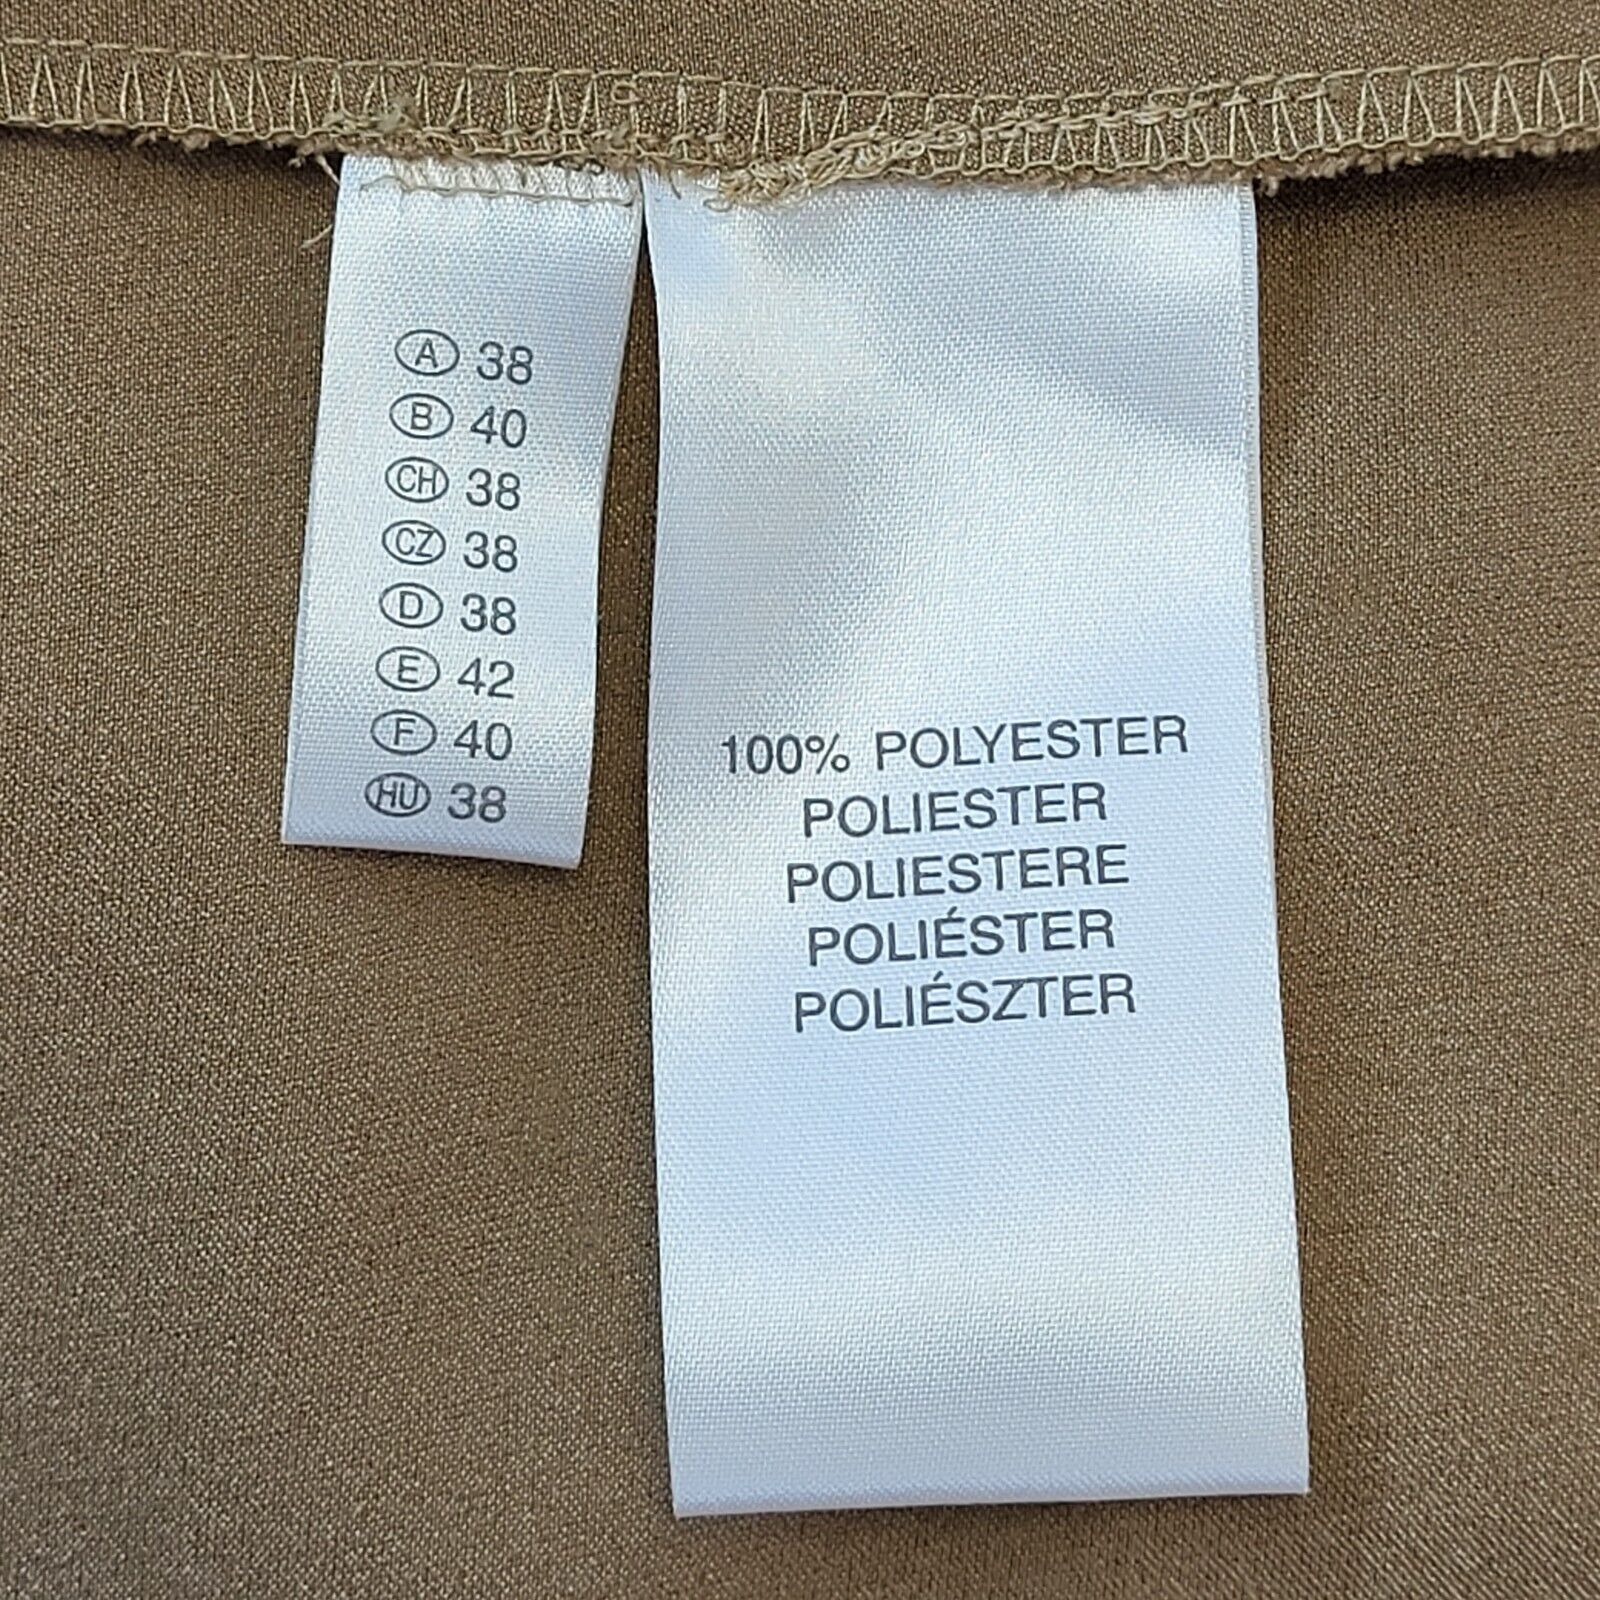 A 38
B 40
CH 38
CZ 38
D 38
E 42
F 40
HU 38
100% POLYESTER
POLIESTER
POLIESTERE
POLIÉSTER
POLIÉSZTER